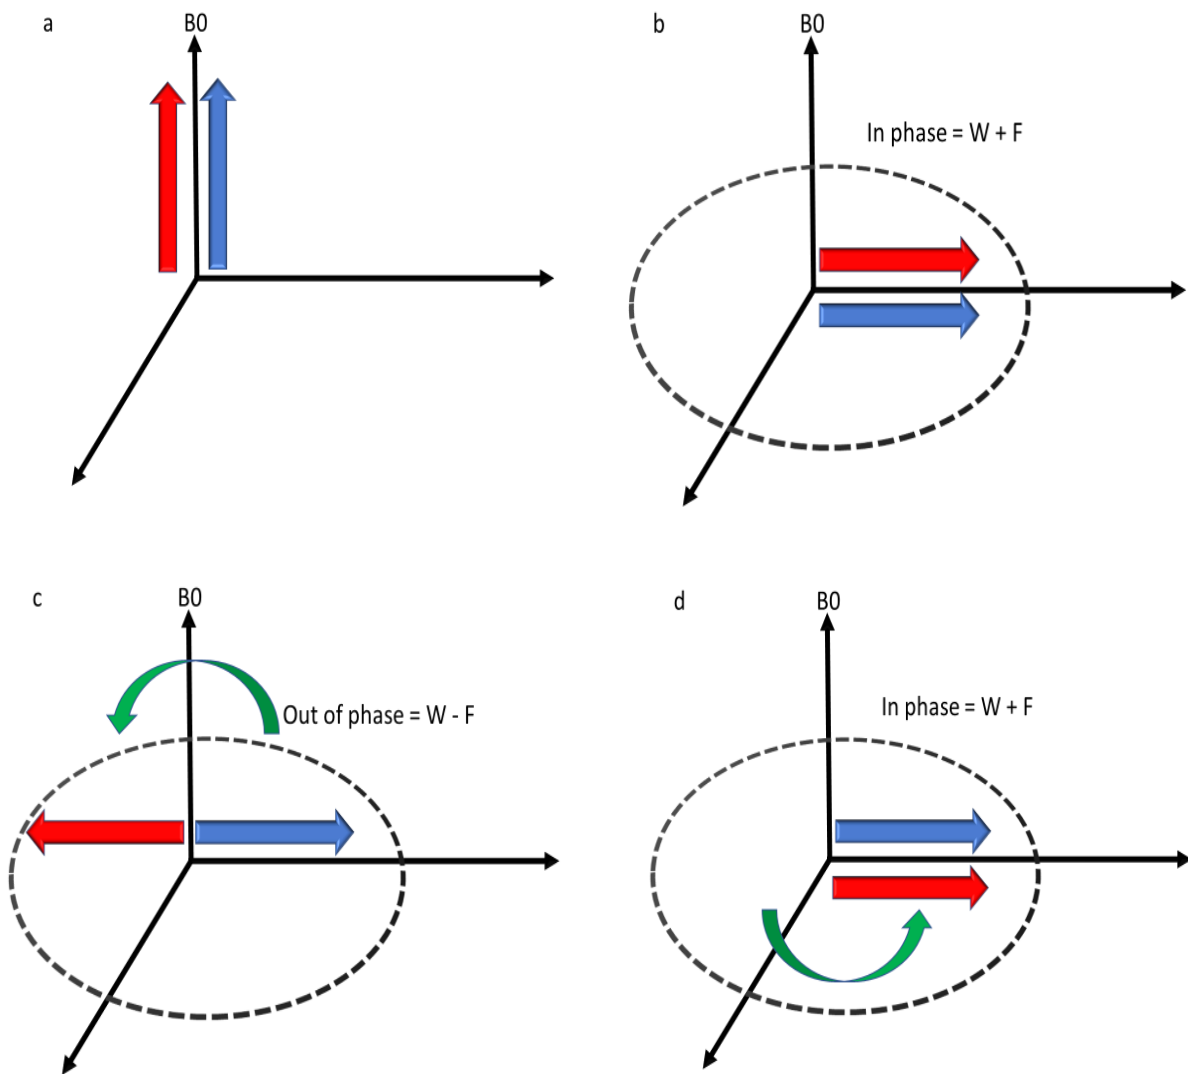 a
B0
b
B0
In phase = W + F
c
B0
Out of phase = W - F
d
B0
In phase = W + F